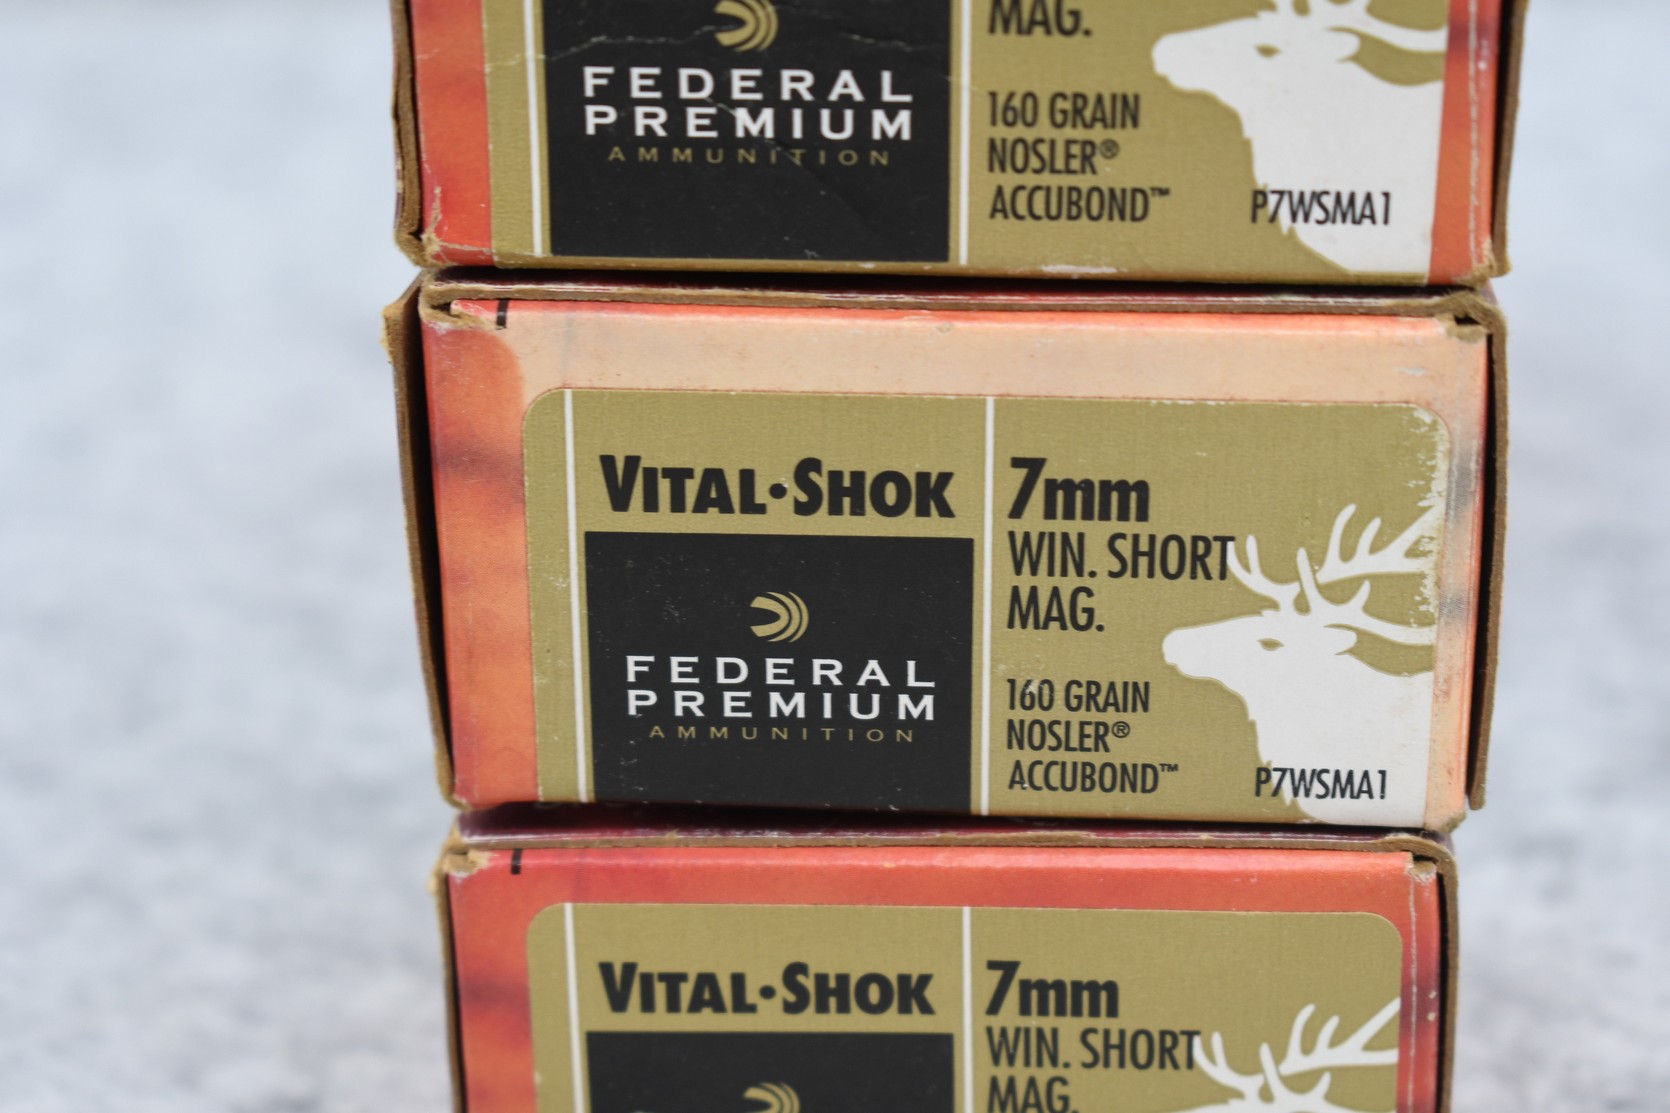 MAG.
FEDERAL
PREMIUM
AMMUNITION
160 GRAIN
NOSLER®
ACCUBOND™
P7WSMA1
VITAL•SHOK
FEDERAL
PREMIUM
AMMUNITION
7mm
WIN. SHORT
MAG.
160 GRAIN
NOSLER®
ACCUBOND™
P7WSMA1
VITAL•SHOK
7mm
WIN. SHORT
MAG.